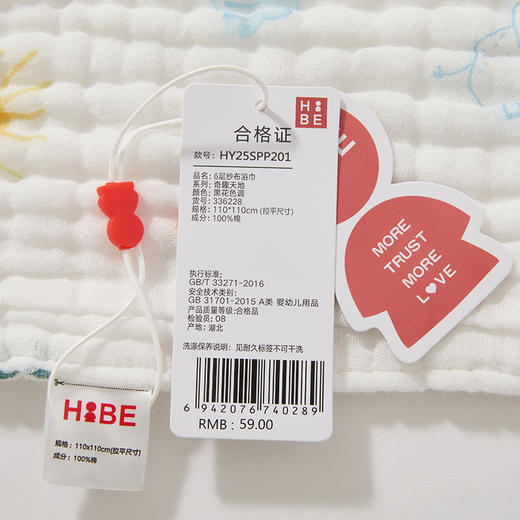 H BE
合格证
款号: HY25SPP201
品名: 6层纱布浴巾
系列: 奇趣天地
颜色: 黑花色调
货号: 336228
规格: 110*110cm (拉平尺寸)
成分: 100%棉
执行标准:
GB/T 33271-2016
安全技术类别:
GB 31701-2015 A类 婴幼儿用品
产品质量等级:合格品
检验员: 08
产地: 湖北
洗涤保养说明: 见耐久标签不可干洗
6 942076 740289
RMB: 59.00
E
MORE
TRUST
MORE
L VE
H BE
规格: 110x110cm(拉平尺寸)
成分: 100%棉